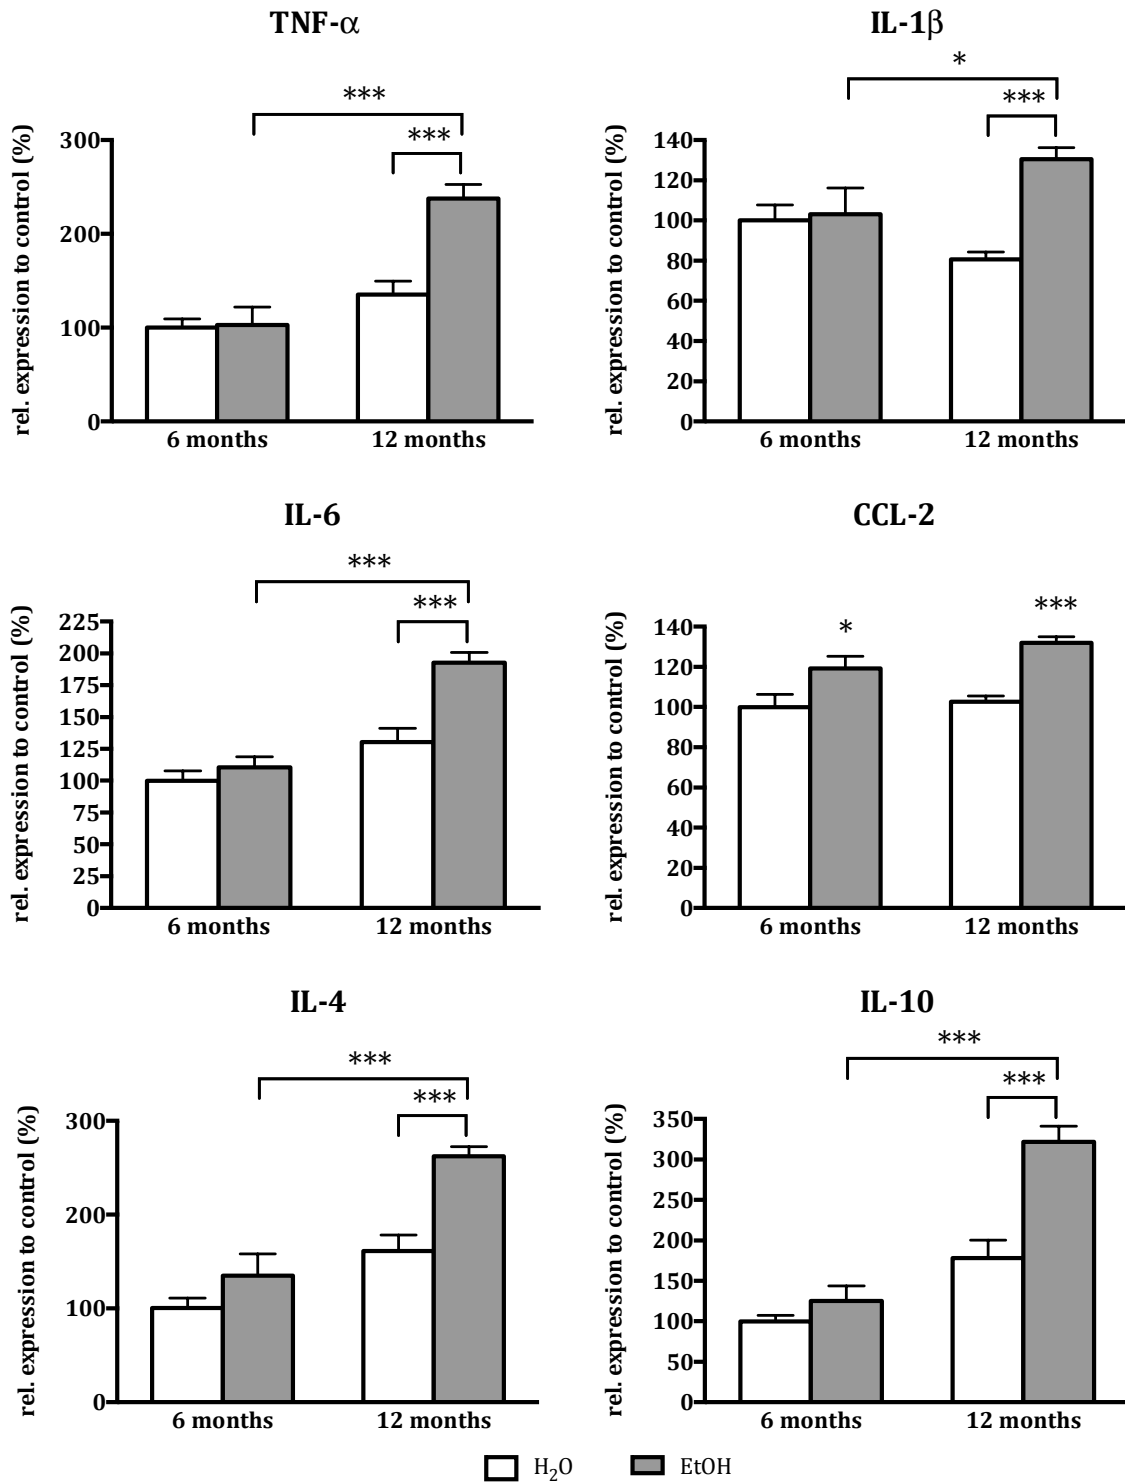 TNF-α
***
***
rel. expression to control (%)
300
200
100
0
6 months
12 months
IL-1β
*
***
rel. expression to control (%)
140
120
100
80
60
40
20
0
6 months
12 months
IL-6
***
***
rel. expression to control (%)
225
200
175
150
125
100
75
50
25
0
6 months
12 months
CCL-2
*
***
rel. expression to control (%)
140
120
100
80
60
40
20
0
6 months
12 months
IL-4
***
***
rel. expression to control (%)
300
200
100
0
6 months
12 months
IL-10
***
***
rel. expression to control (%)
350
300
250
200
150
100
50
0
6 months
12 months
H₂O
EtOH